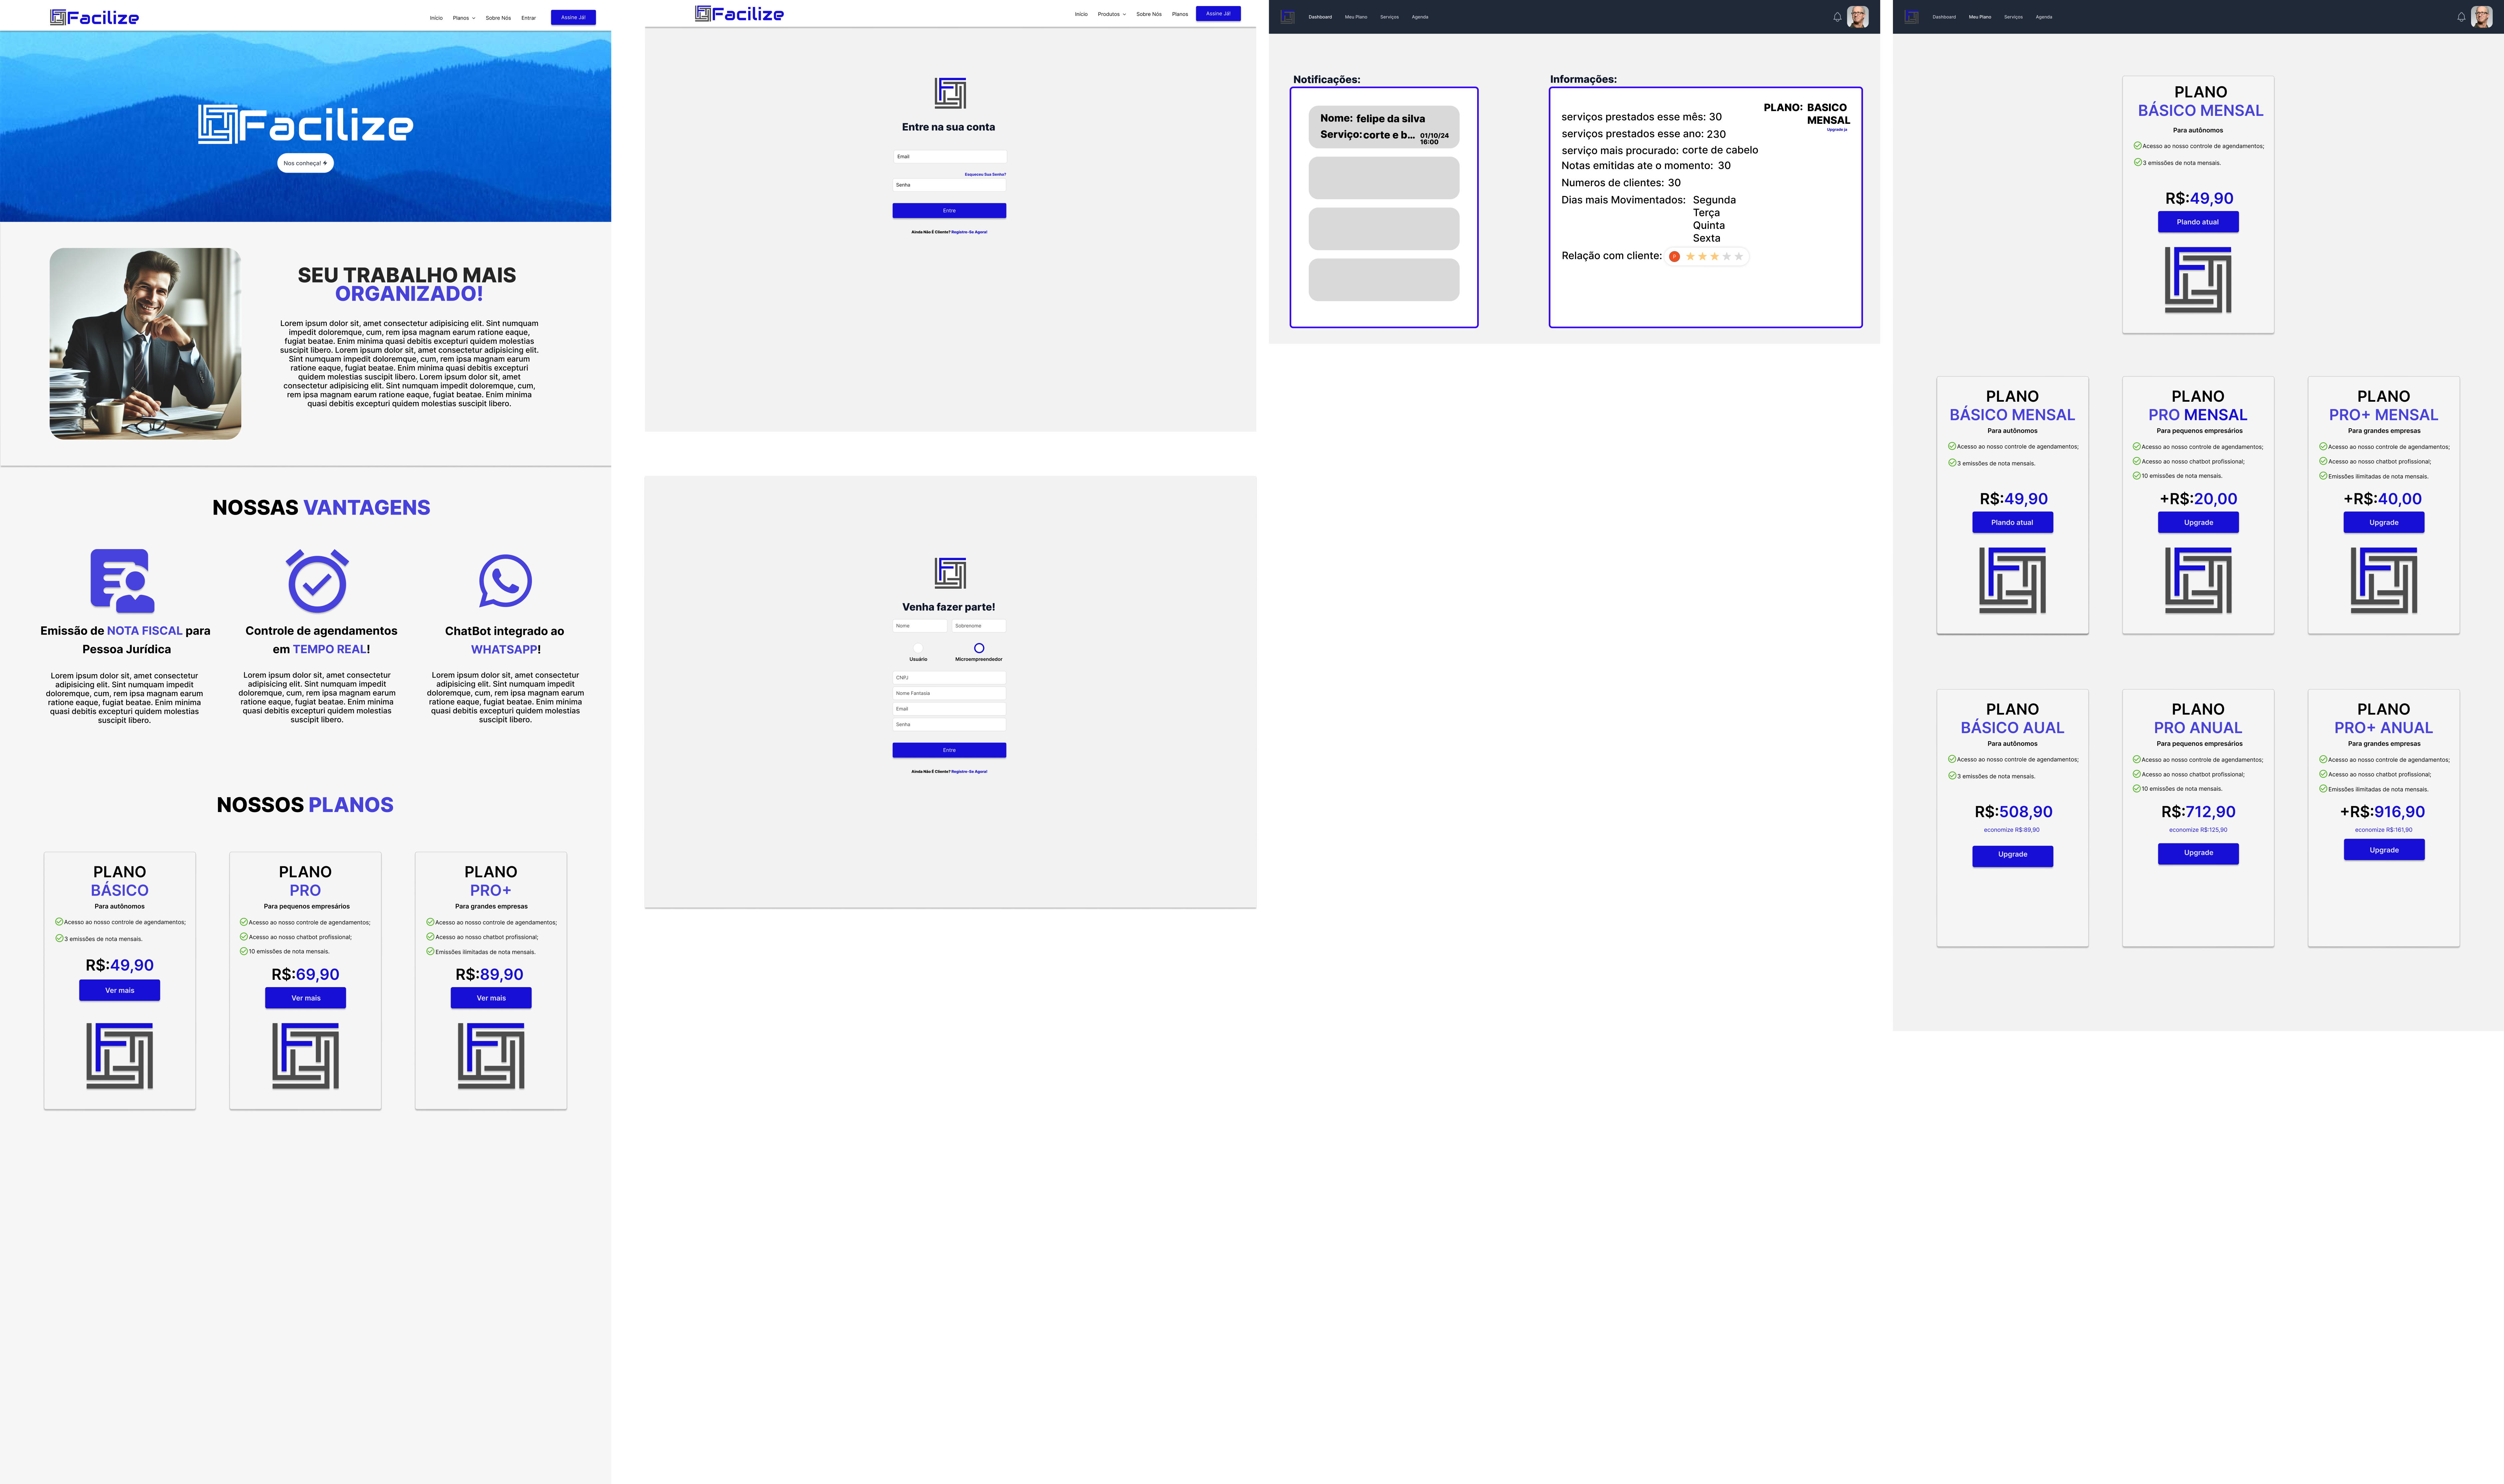 Facilize
Início Planos Sobre Nós Entrar Assine Já!
Facilize
Nos conheça!
SEU TRABALHO MAIS
ORGANIZADO!
Lorem ipsum dolor sit, amet consectetur adipisicing elit. Sint numquam
impedit doloremque, cum, rem ipsa magnam earum ratione eaque,
fugiat beatae. Enim minima quasi debitis excepturi quidem molestias
suscipit libero. Lorem ipsum dolor sit, amet consectetur adipisicing elit.
Sint numquam impedit doloremque, cum, rem ipsa magnam earum
ratione eaque, fugiat beatae. Enim minima quasi debitis excepturi
quidem molestias suscipit libero. Lorem ipsum dolor sit, amet
consectetur adipisicing elit. Sint numquam impedit doloremque, cum,
rem ipsa magnam earum ratione eaque, fugiat beatae. Enim minima
quasi debitis excepturi quidem molestias suscipit libero.
NOSSAS VANTAGENS
Emissão de NOTA FISCAL para
Pessoa Jurídica
Lorem ipsum dolor sit, amet consectetur
adipisicing elit. Sint numquam impedit
doloremque, cum, rem ipsa magnam earum
ratione eaque, fugiat beatae. Enim minima
quasi debitis excepturi quidem molestias
suscipit libero.
Controle de agendamentos
em TEMPO REAL!
Lorem ipsum dolor sit, amet consectetur
adipisicing elit. Sint numquam impedit
doloremque, cum, rem ipsa magnam earum
ratione eaque, fugiat beatae. Enim minima
quasi debitis excepturi quidem molestias
suscipit libero.
ChatBot integrado ao
WHATSAPP!
Lorem ipsum dolor sit, amet consectetur
adipisicing elit. Sint numquam impedit
doloremque, cum, rem ipsa magnam earum
ratione eaque, fugiat beatae. Enim minima
quasi debitis excepturi quidem molestias
suscipit libero.
NOSSOS PLANOS
PLANO
BÁSICO
Para autônomos
Acesso ao nosso controle de agendamentos;
3 emissões de nota mensais.
R$:49,90
Ver mais
PLANO
PRO
Para pequenos empresários
Acesso ao nosso controle de agendamentos;
Acesso ao nosso chatbot profissional;
10 emissões de nota mensais.
R$:69,90
Ver mais
PLANO
PRO+
Para grandes empresas
Acesso ao nosso controle de agendamentos;
Acesso ao nosso chatbot profissional;
Emissões ilimitadas de nota mensais.
R$:89,90
Ver mais
Facilize
Início Produtos Sobre Nós Planos Assine Já!
Entre na sua conta
Email
Esqueceu Sua Senha?
Senha
Entre
Ainda Não É Cliente? Registre-Se Agora!
Venha fazer parte!
Nome Sobrenome
Usuário Microempreendedor
CNPJ
Nome Fantasia
Email
Senha
Entre
Ainda Não É Cliente? Registre-Se Agora!
Dashboard Meu Plano Serviços Agenda
Notificações:
Nome: felipe da silva
Serviço: corte e b... 01/10/24
16:00
Informações:
PLANO: BASICO
MENSAL
Upgrade ja
serviços prestados esse mês: 30
serviços prestados esse ano: 230
serviço mais procurado: corte de cabelo
Notas emitidas ate o momento: 30
Numeros de clientes: 30
Dias mais Movimentados: Segunda
Terça
Quinta
Sexta
Relação com cliente:
Dashboard Meu Plano Serviços Agenda
PLANO
BÁSICO MENSAL
Para autônomos
Acesso ao nosso controle de agendamentos;
3 emissões de nota mensais.
R$:49,90
Plando atual
PLANO
BÁSICO MENSAL
Para autônomos
Acesso ao nosso controle de agendamentos;
3 emissões de nota mensais.
R$:49,90
Plando atual
PLANO
PRO MENSAL
Para pequenos empresários
Acesso ao nosso controle de agendamentos;
Acesso ao nosso chatbot profissional;
10 emissões de nota mensais.
+R$:20,00
Upgrade
PLANO
PRO+ MENSAL
Para grandes empresas
Acesso ao nosso controle de agendamentos;
Acesso ao nosso chatbot profissional;
Emissões ilimitadas de nota mensais.
+R$:40,00
Upgrade
PLANO
BÁSICO AUAL
Para autônomos
Acesso ao nosso controle de agendamentos;
3 emissões de nota mensais.
R$:508,90
economize R$:89,90
Upgrade
PLANO
PRO ANUAL
Para pequenos empresários
Acesso ao nosso controle de agendamentos;
Acesso ao nosso chatbot profissional;
10 emissões de nota mensais.
R$:712,90
economize R$:125,90
Upgrade
PLANO
PRO+ ANUAL
Para grandes empresas
Acesso ao nosso controle de agendamentos;
Acesso ao nosso chatbot profissional;
Emissões ilimitadas de nota mensais.
+R$:916,90
economize R$:161,90
Upgrade